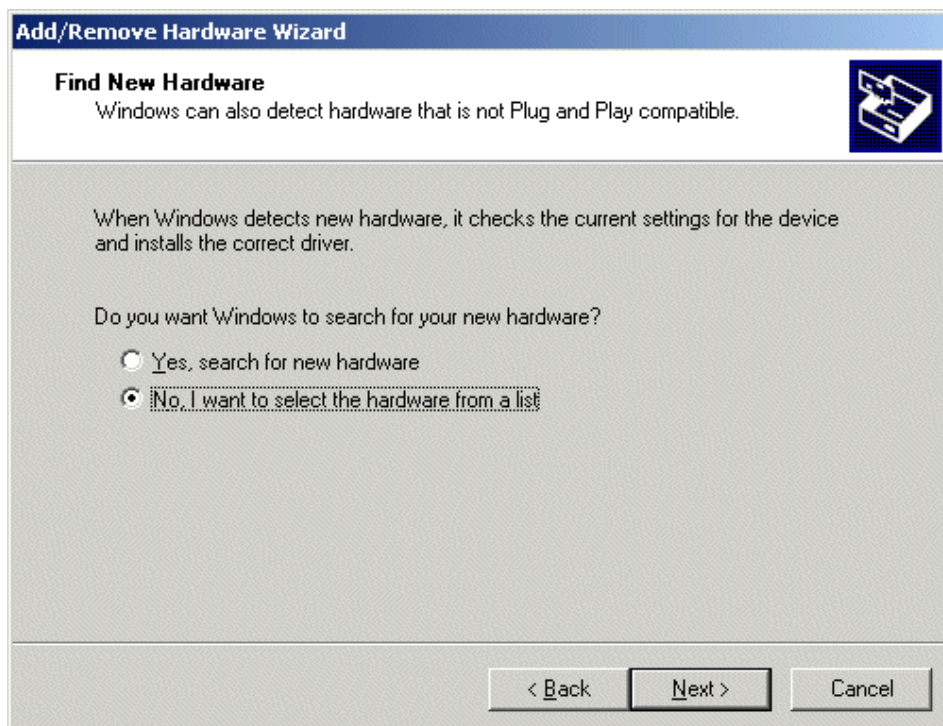 Add/Remove Hardware Wizard
Find New Hardware
Windows can also detect hardware that is not Plug and Play compatible.
When Windows detects new hardware, it checks the current settings for the device
and installs the correct driver.
Do you want Windows to search for your new hardware?
Yes, search for new hardware
No, I want to select the hardware from a list
< Back Next > Cancel